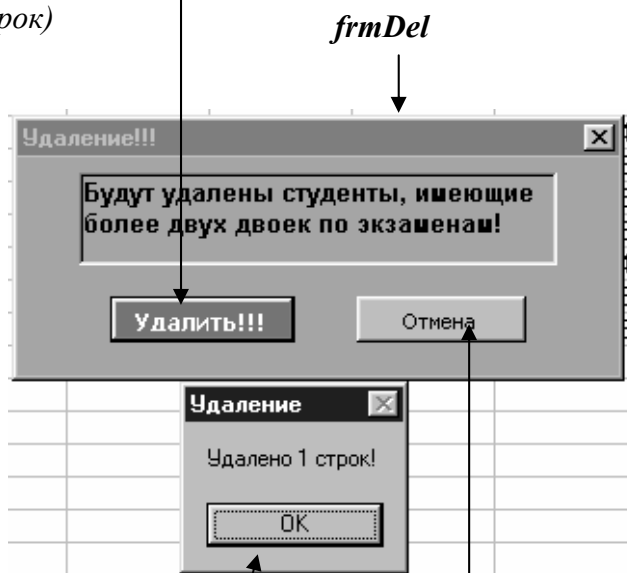 рок)
frmDel
Удаление!!!
Будут удалены студенты, имеющие
более двух двоек по экзаменам!
Удалить!!!
Отмена
Удаление
Удалено 1 строк!
OK